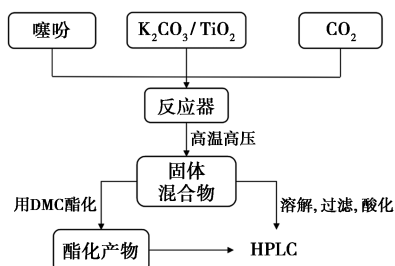 噻吩
K₂CO₃/TiO₂
CO₂
反应器
高温高压
固体
混合物
用DMC酯化
溶解,过滤,酸化
酯化产物
HPLC